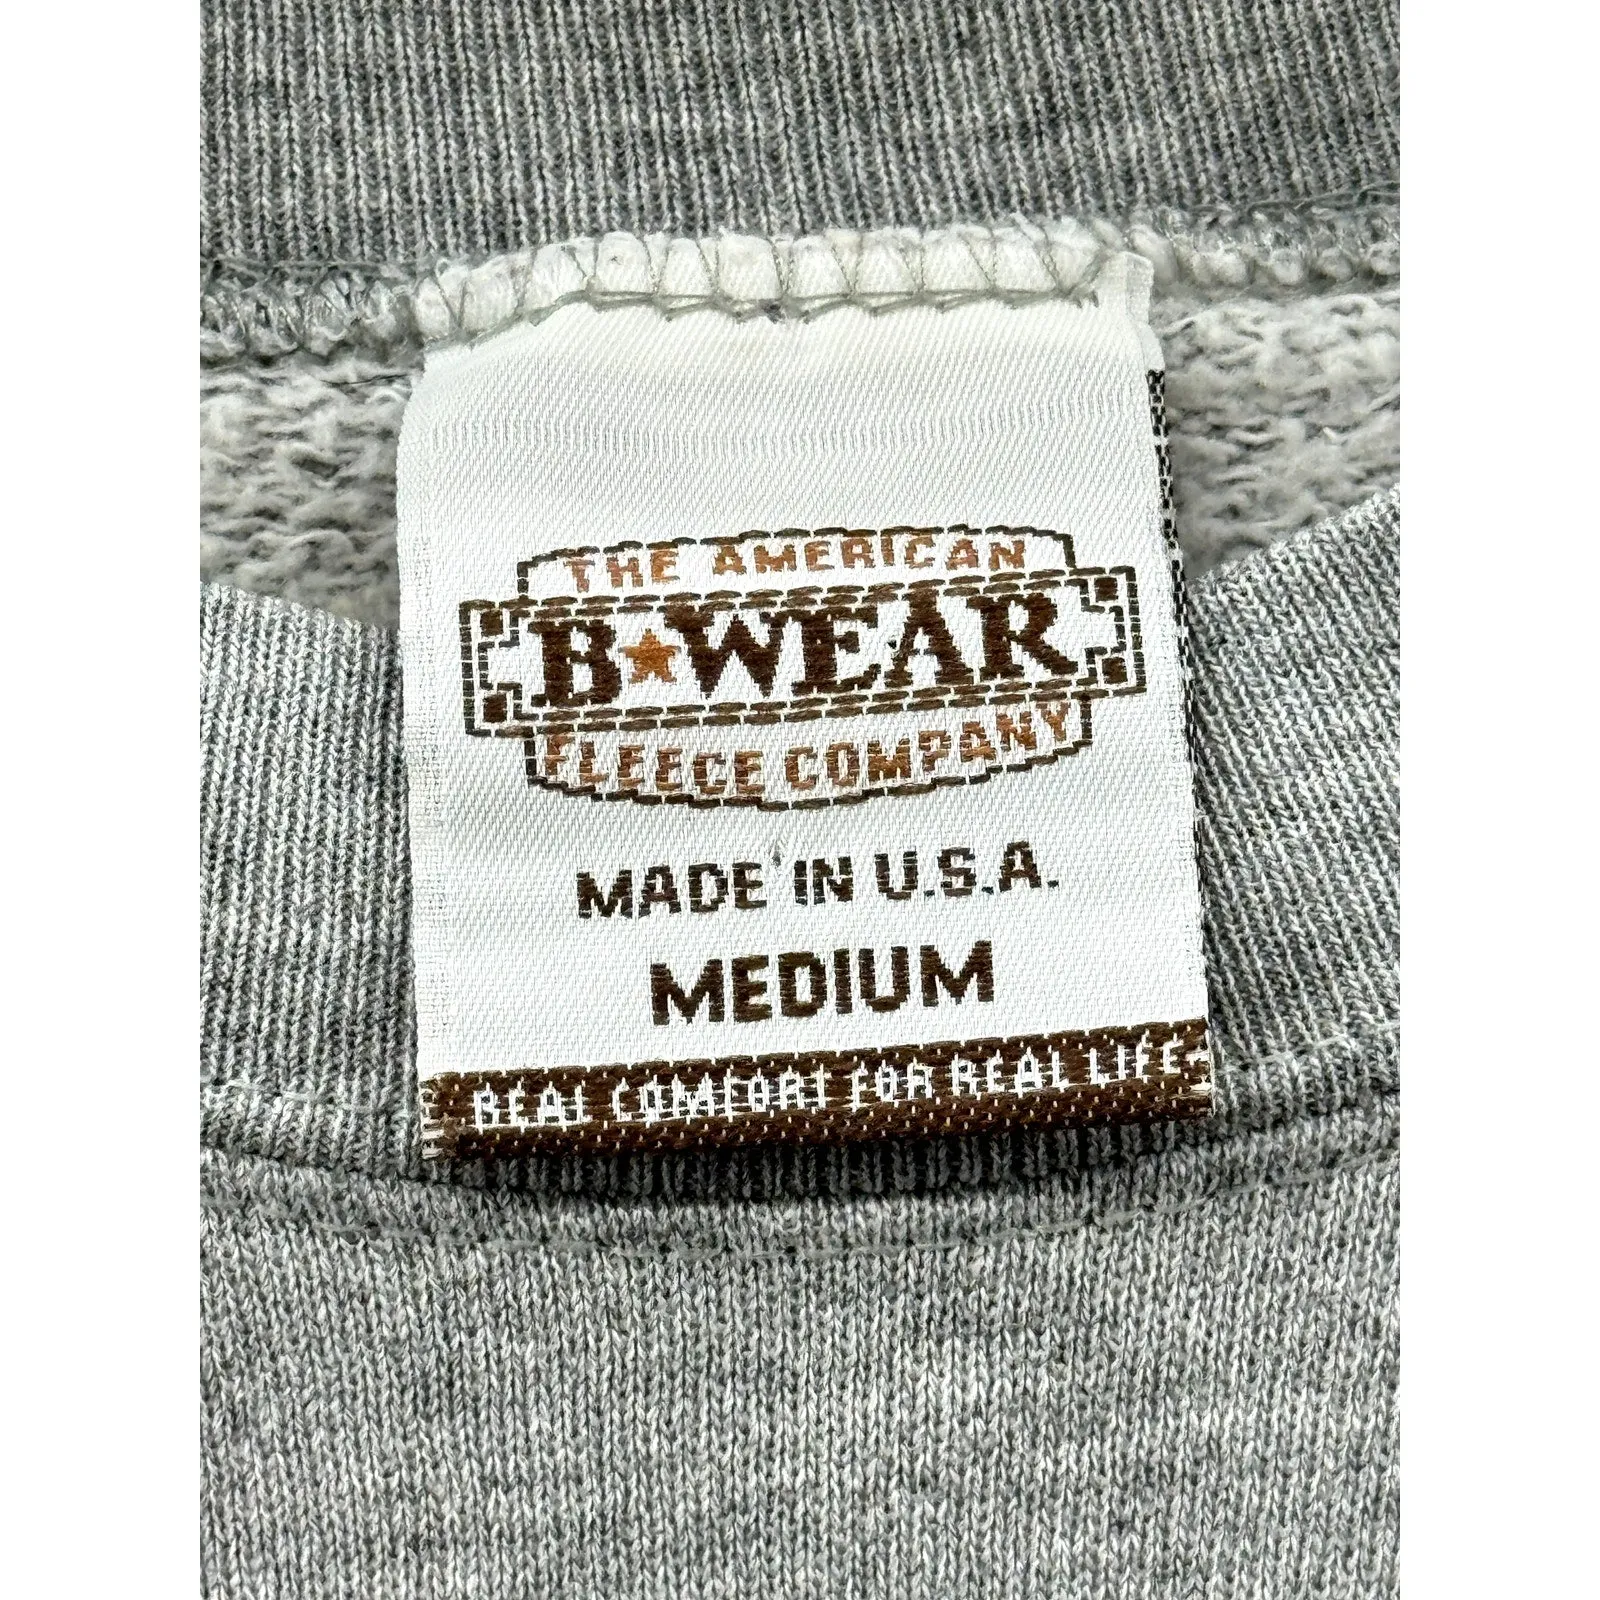 THE AMERICAN
B★WEAR
FLEECE COMPANY
MADE IN U.S.A.
MEDIUM
REAL COMFORT FOR REAL LIFE